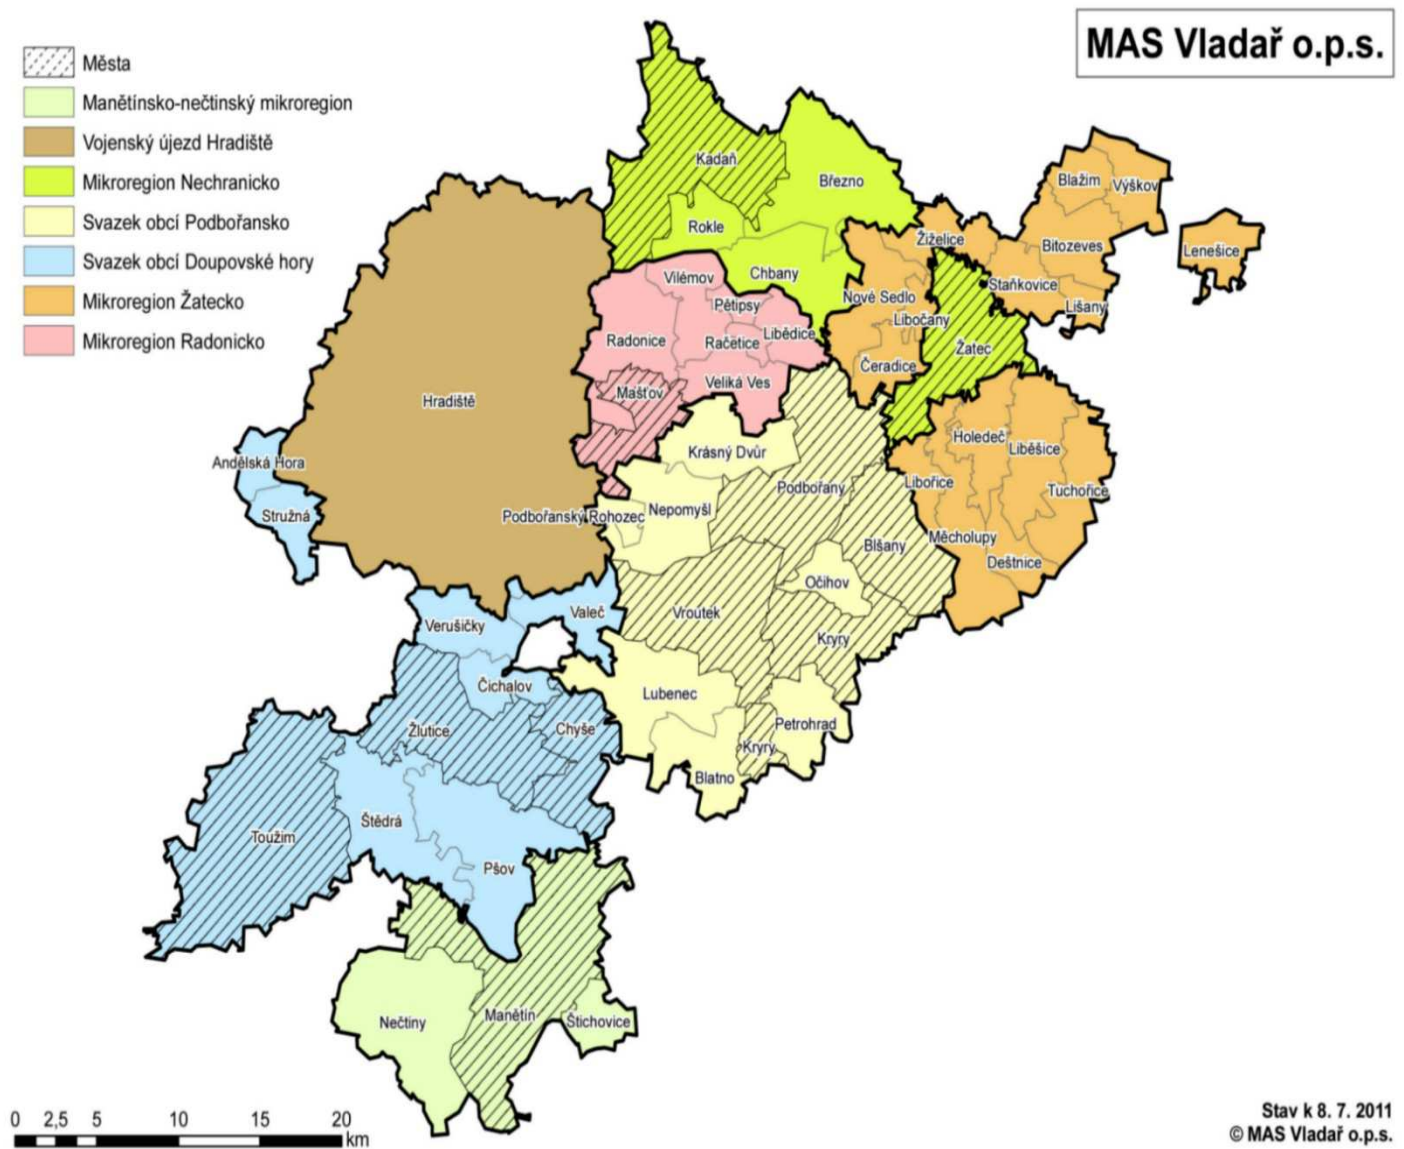 MAS Vladař o.p.s.
Města
Manětínsko-nečtinský mikroregion
Vojenský újezd Hradiště
Mikroregion Nechranicko
Svazek obcí Podbořansko
Svazek obcí Doupovské hory
Mikroregion Žatecko
Mikroregion Radonicko
Kadaň
Březno
Blažim
Výškov
Rokle
Žiželice
Bitozeves
Lenešice
Vilémov
Chbany
Staňkovice
Pětipsy
Nové Sedlo
Lišany
Libočany
Radonice
Račetice
Libědice
Žatec
Čeradice
Veliká Ves
Mašťov
Hradiště
Holedeč
Liběšice
Krásný Dvůr
Andělská Hora
Libořice
Podbořany
Tuchořice
Stružná
Podbořanský Rohozec
Nepomyšl
Měcholupy
Blšany
Deštnice
Očihov
Valeč
Vroutek
Verušičky
Kryry
Čichalov
Lubenec
Žlutice
Chyše
Petrohrad
Kryry
Blatno
Štědrá
Toužim
Pšov
Nečtiny
Manětín
Štichovice
0 2,5 5 10 15 20
km
Stav k 8. 7. 2011
© MAS Vladař o.p.s.